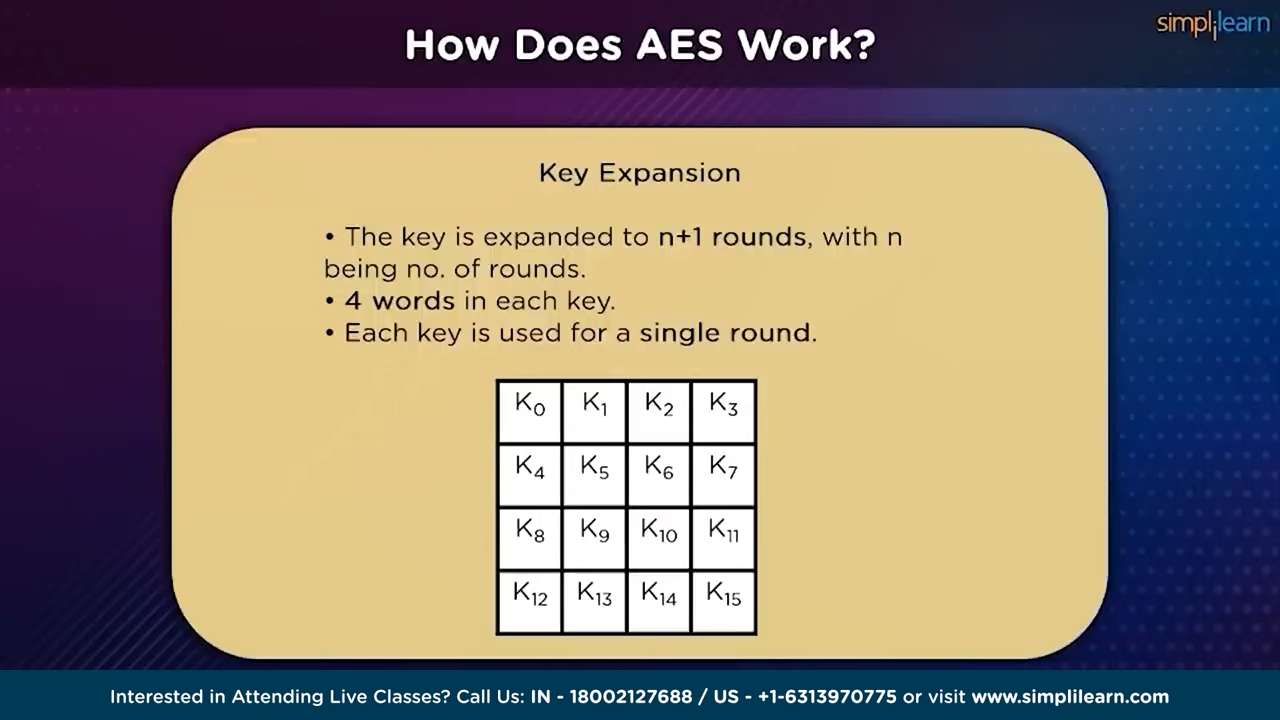 simplilearn
How Does AES Work?
Key Expansion
• The key is expanded to n+1 rounds, with n
being no. of rounds.
• 4 words in each key.
• Each key is used for a single round.
K0 K1 K2 K3
K4 K5 K6 K7
K8 K9 K10 K11
K12 K13 K14 K15
Interested in Attending Live Classes? Call Us: IN - 18002127688 / US - +1-6313970775 or visit www.simplilearn.com